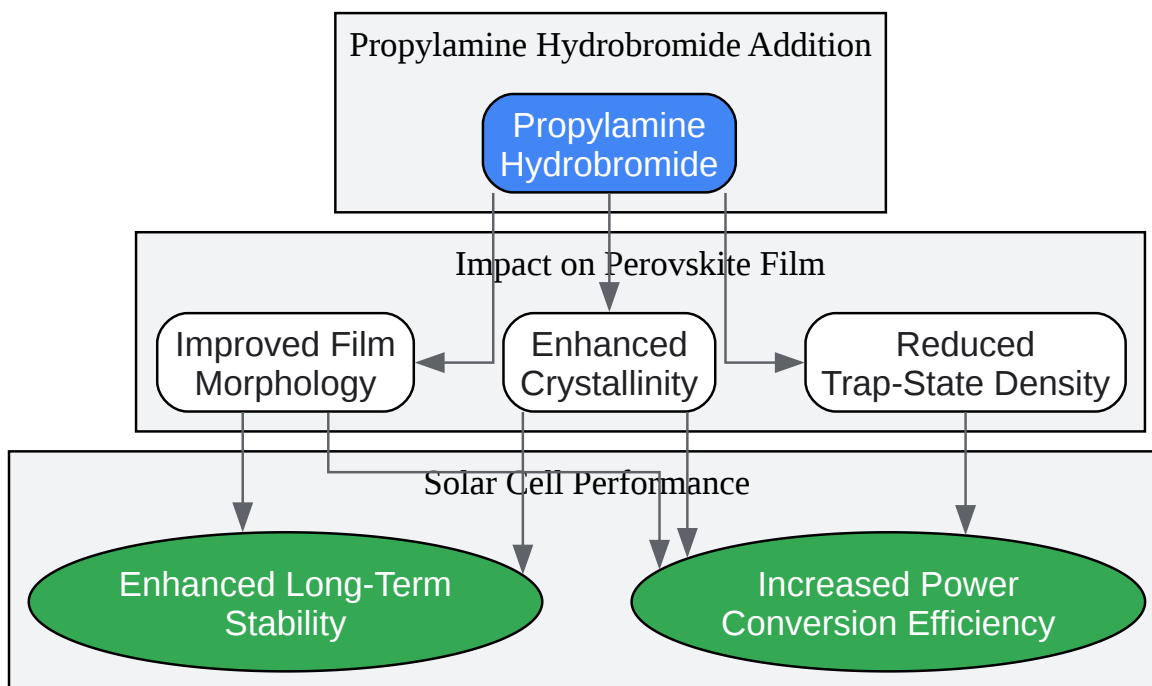 Propylamine Hydrobromide Addition
Propylamine
Hydrobromide
Impact on Perovskite Film
Improved Film
Morphology
Enhanced
Crystallinity
Reduced
Trap-State Density
Solar Cell Performance
Enhanced Long-Term
Stability
Increased Power
Conversion Efficiency